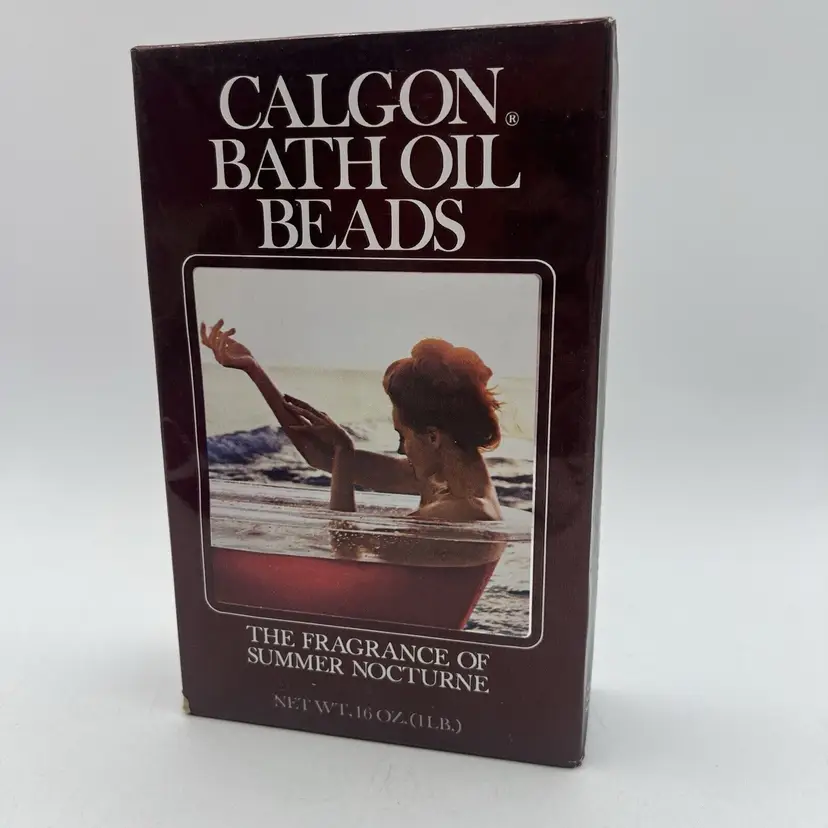 CALGON®
BATH OIL
BEADS
THE FRAGRANCE OF
SUMMER NOCTURNE
NET WT. 16 OZ. (1 LB.)